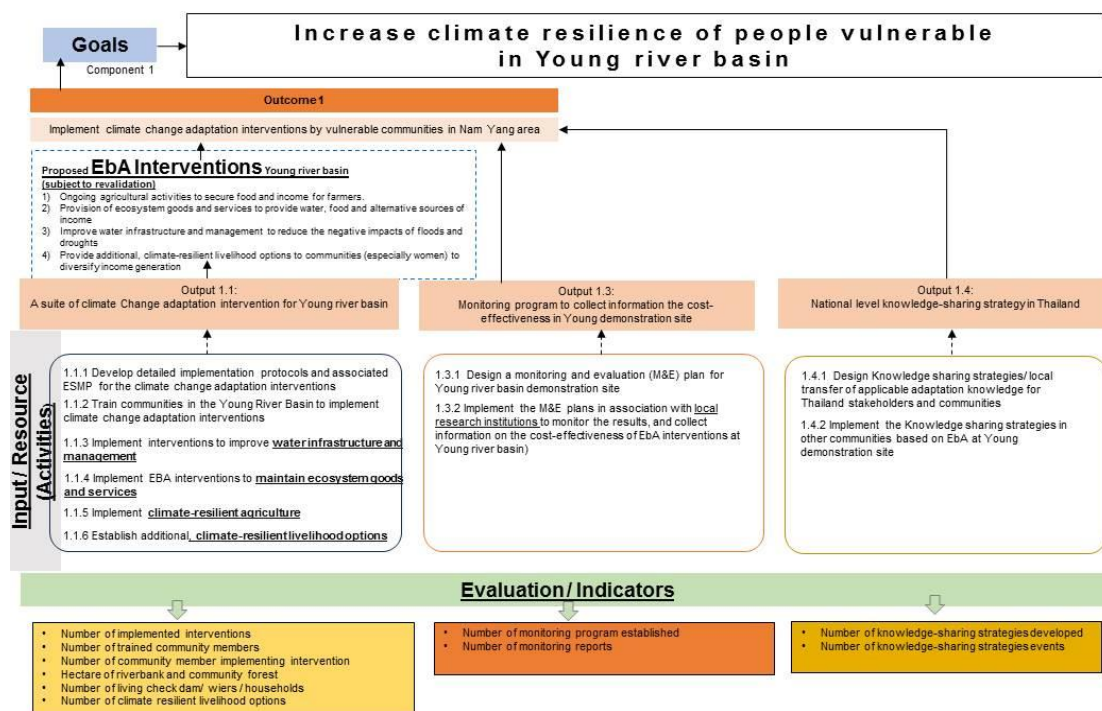 Goals
Component 1
Increase climate resilience of people vulnerable
in Young river basin
Outcome 1
Implement climate change adaptation interventions by vulnerable communities in Nam Yang area
Proposed EbA Interventions Young river basin
(subject to revalidation)
1) Ongoing agricultural activities to secure food and income for farmers.
2) Provision of ecosystem goods and services to provide water, food and alternative sources of
income
3) Improve water infrastructure and management to reduce the negative impacts of floods and
droughts
4) Provide additional, climate-resilient livelihood options to communities (especially women) to
diversify income generation
Output 1.1:
A suite of climate Change adaptation intervention for Young river basin
Output 1.3:
Monitoring program to collect information the cost-
effectiveness in Young demonstration site
Output 1.4:
National level knowledge-sharing strategy in Thailand
Input / Resource
(Activities)
1.1.1 Develop detailed implementation protocols and associated
ESMP for the climate change adaptation interventions
1.1.2 Train communities in the Young River Basin to implement
climate change adaptation interventions
1.1.3 Implement interventions to improve water infrastructure and
management
1.1.4 Implement EBA interventions to maintain ecosystem goods
and services
1.1.5 Implement climate-resilient agriculture
1.1.6 Establish additional, climate-resilient livelihood options
1.3.1 Design a monitoring and evaluation (M&E) plan for
Young river basin demonstration site
1.3.2 Implement the M&E plans in association with local
research institutions to monitor the results, and collect
information on the cost-effectiveness of EbA interventions at
Young river basin)
1.4.1 Design Knowledge sharing strategies/ local
transfer of applicable adaptation knowledge for
Thailand stakeholders and communities
1.4.2 Implement the Knowledge sharing strategies in
other communities based on EbA at Young
demonstration site
Evaluation / Indicators
• Number of implemented interventions
• Number of trained community members
• Number of community member implementing intervention
• Hectare of riverbank and community forest
• Number of living check dam/ wiers / households
• Number of climate resilient livelihood options
• Number of monitoring program established
• Number of monitoring reports
• Number of knowledge-sharing strategies developed
• Number of knowledge-sharing strategies events